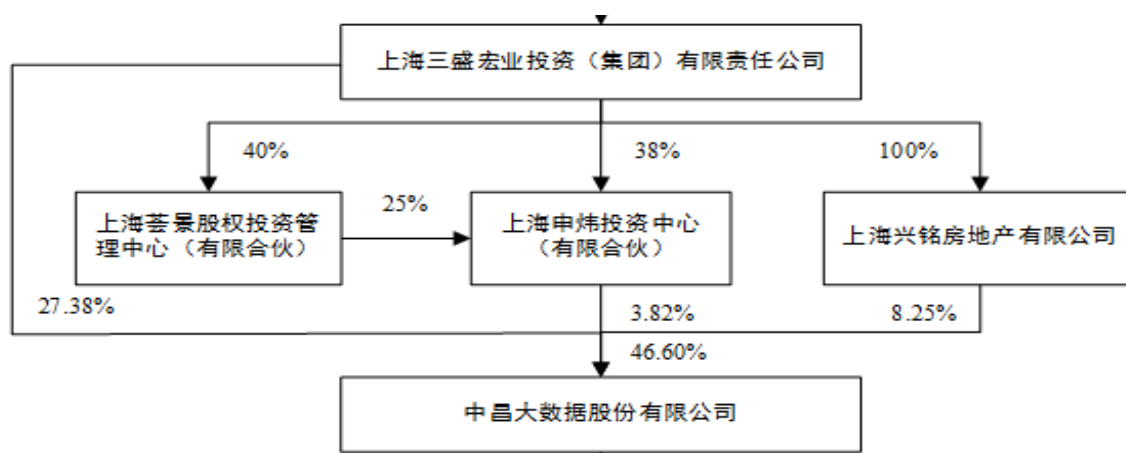 上海三盛宏业投资（集团）有限责任公司
40%
38%
100%
上海荟景股权投资管
理中心（有限合伙）
25%
上海申炜投资中心
（有限合伙）
上海兴铭房地产有限公司
27.38%
3.82%
8.25%
46.60%
中昌大数据股份有限公司